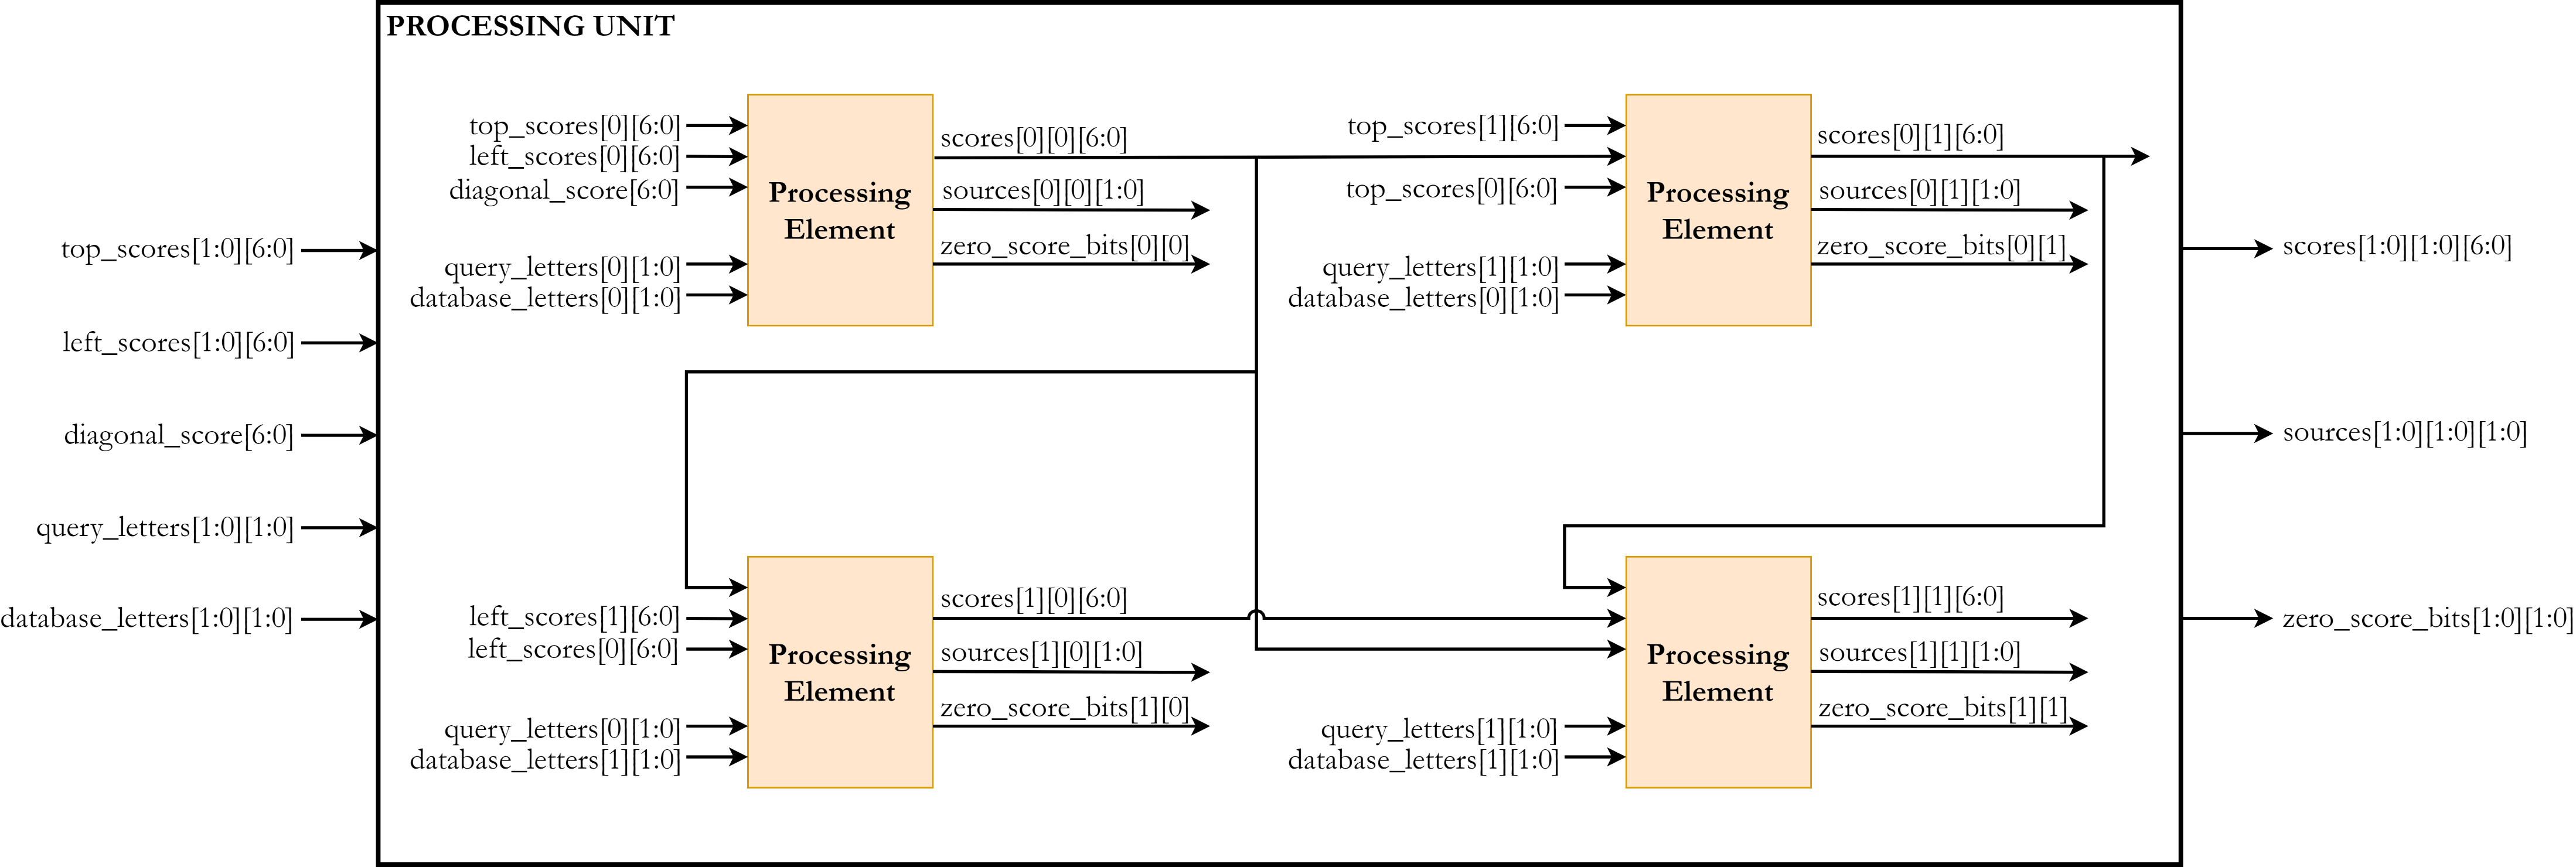 PROCESSING UNIT
top_scores[1:0][6:0]
left_scores[1:0][6:0]
diagonal_score[6:0]
query_letters[1:0][1:0]
database_letters[1:0][1:0]
top_scores[0][6:0]
left_scores[0][6:0]
diagonal_score[6:0]
query_letters[0][1:0]
database_letters[0][1:0]
Processing
Element
scores[0][0][6:0]
sources[0][0][1:0]
zero_score_bits[0][0]
top_scores[1][6:0]
top_scores[0][6:0]
query_letters[1][1:0]
database_letters[0][1:0]
Processing
Element
scores[0][1][6:0]
sources[0][1][1:0]
zero_score_bits[0][1]
left_scores[1][6:0]
left_scores[0][6:0]
query_letters[0][1:0]
database_letters[1][1:0]
Processing
Element
scores[1][0][6:0]
sources[1][0][1:0]
zero_score_bits[1][0]
query_letters[1][1:0]
database_letters[1][1:0]
Processing
Element
scores[1][1][6:0]
sources[1][1][1:0]
zero_score_bits[1][1]
scores[1:0][1:0][6:0]
sources[1:0][1:0][1:0]
zero_score_bits[1:0][1:0]